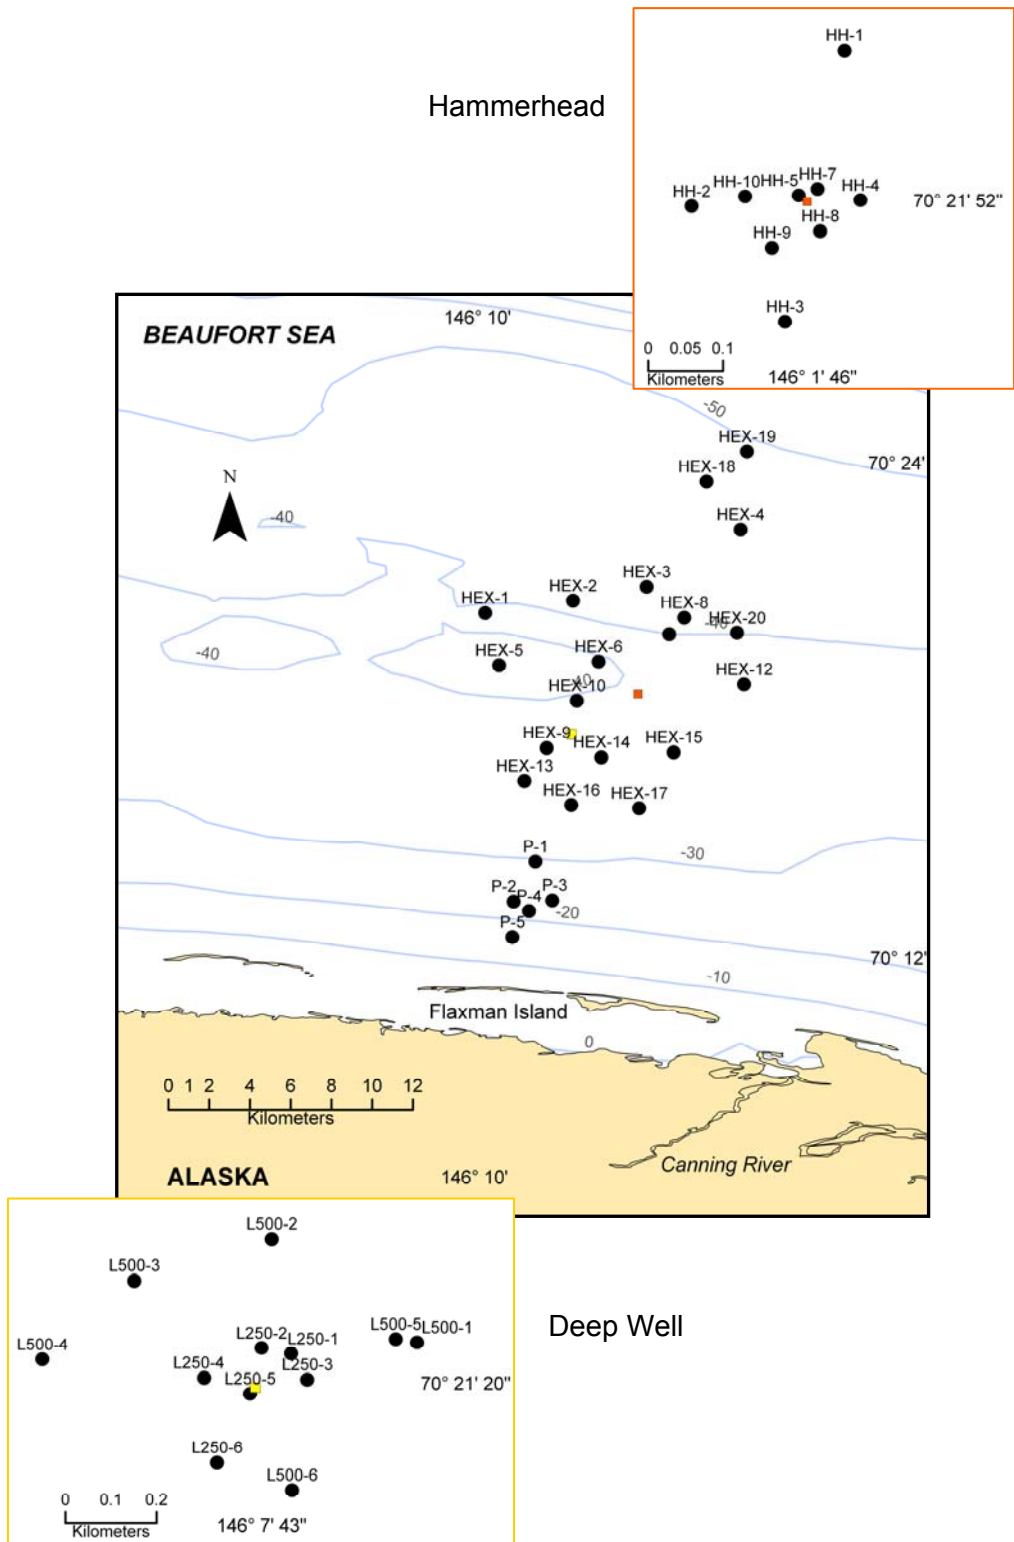 HH-1
Hammerhead
HH-10 HH-5 HH-7
HH-2 HH-4
70° 21' 52"
HH-8
HH-9
HH-3
0 0.05 0.1
Kilometers
146° 1' 46"
146° 10'
BEAUFORT SEA
-50
HEX-19
70° 24'
HEX-18
N
HEX-4
-40
HEX-3
HEX-2
HEX-1
HEX-8
-40
HEX-20
HEX-5
HEX-6
-40
-40
HEX-12
HEX-10
HEX-9
HEX-14
HEX-15
HEX-13
HEX-16
HEX-17
P-1
-30
P-2
P-3
P-4
-20
P-5
70° 12'
-10
Flaxman Island
0
0 1 2 4 6 8 10 12
Kilometers
Canning River
ALASKA
146° 10'
L500-2
L500-3
L500-5
L500-1
Deep Well
L250-2
L250-1
L500-4
L250-4
L250-3
L250-5
70° 21' 20"
L250-6
L500-6
0 0.1 0.2
Kilometers
146° 7' 43"